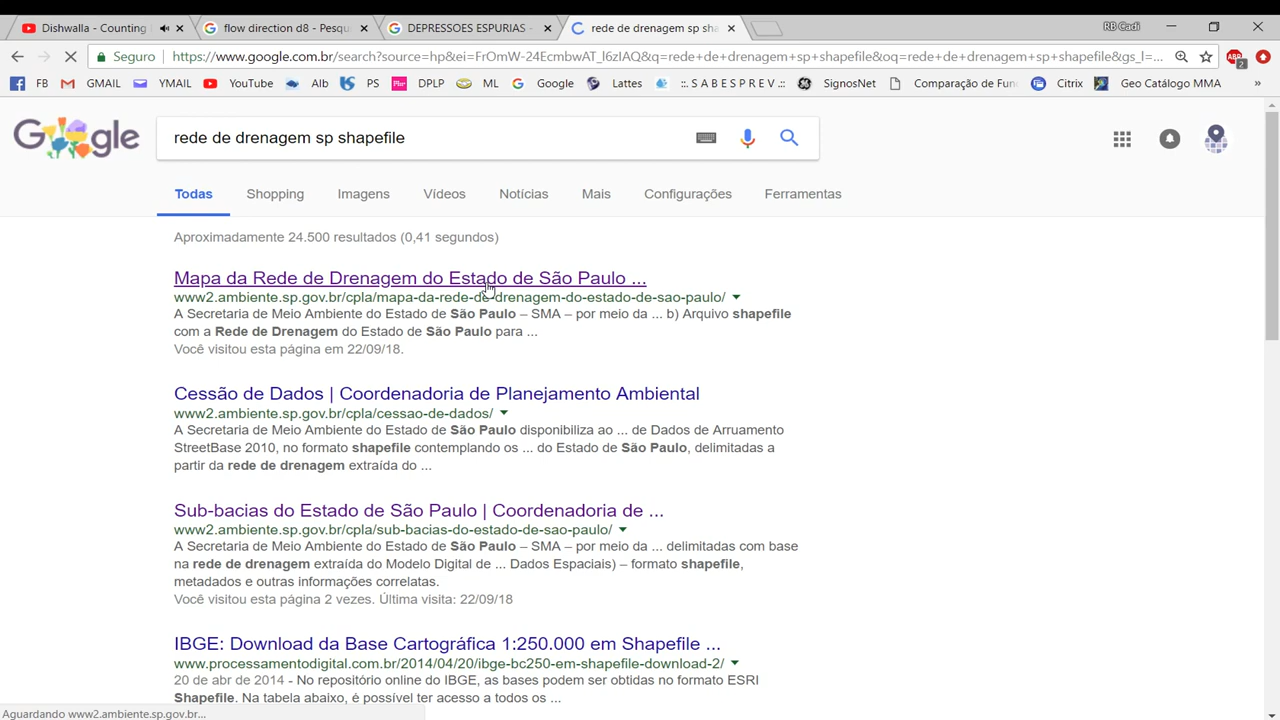 Dishwalla - Counting
flow direction d8 - Pesqu
DEPRESSOES ESPURIAS -
rede de drenagem sp sha
RB Cadi
Seguro
https://www.google.com.br/search?source=hp&ei=FrOmW-24EcmbwAT_l6zIAQ&q=rede+de+drenagem+sp+shapefile&oq=rede+de+drenagem+sp+shapefile&gs_l=...
2
FB
GMAIL
YMAIL
YouTube
Alb
PS
DPLP
ML
Google
Lattes
::. S A B E S P R E V .::
SignosNet
Comparação de Fun
Citrix
Geo Catálogo MMA
»
Google
rede de drenagem sp shapefile
Todas
Shopping
Imagens
Vídeos
Notícias
Mais
Configurações
Ferramentas
Aproximadamente 24.500 resultados (0,41 segundos)
Mapa da Rede de Drenagem do Estado de São Paulo ...
www2.ambiente.sp.gov.br/cpla/mapa-da-rede-de-drenagem-do-estado-de-sao-paulo/
A Secretaria de Meio Ambiente do Estado de São Paulo – SMA – por meio da ... b) Arquivo shapefile
com a Rede de Drenagem do Estado de São Paulo para ...
Você visitou esta página em 22/09/18.
Cessão de Dados | Coordenadoria de Planejamento Ambiental
www2.ambiente.sp.gov.br/cpla/cessao-de-dados/
A Secretaria de Meio Ambiente do Estado de São Paulo disponibiliza ao ... de Dados de Arruamento
StreetBase 2010, no formato shapefile contemplando os ... do Estado de São Paulo, delimitadas a
partir da rede de drenagem extraída do ...
Sub-bacias do Estado de São Paulo | Coordenadoria de ...
www2.ambiente.sp.gov.br/cpla/sub-bacias-do-estado-de-sao-paulo/
A Secretaria de Meio Ambiente do Estado de São Paulo – SMA – por meio da ... delimitadas com base
na rede de drenagem extraída do Modelo Digital de ... Dados Espaciais) – formato shapefile,
metadados e outras informações correlatas.
Você visitou esta página 2 vezes. Última visita: 22/09/18
IBGE: Download da Base Cartográfica 1:250.000 em Shapefile ...
www.processamentodigital.com.br/2014/04/20/ibge-bc250-em-shapefile-download-2/
20 de abr de 2014 - No repositório online do IBGE, as bases podem ser obtidas no formato ESRI
Shapefile. Na tabela abaixo, é possível ter acesso a todos os ...
Aguardando www2.ambiente.sp.gov.br...